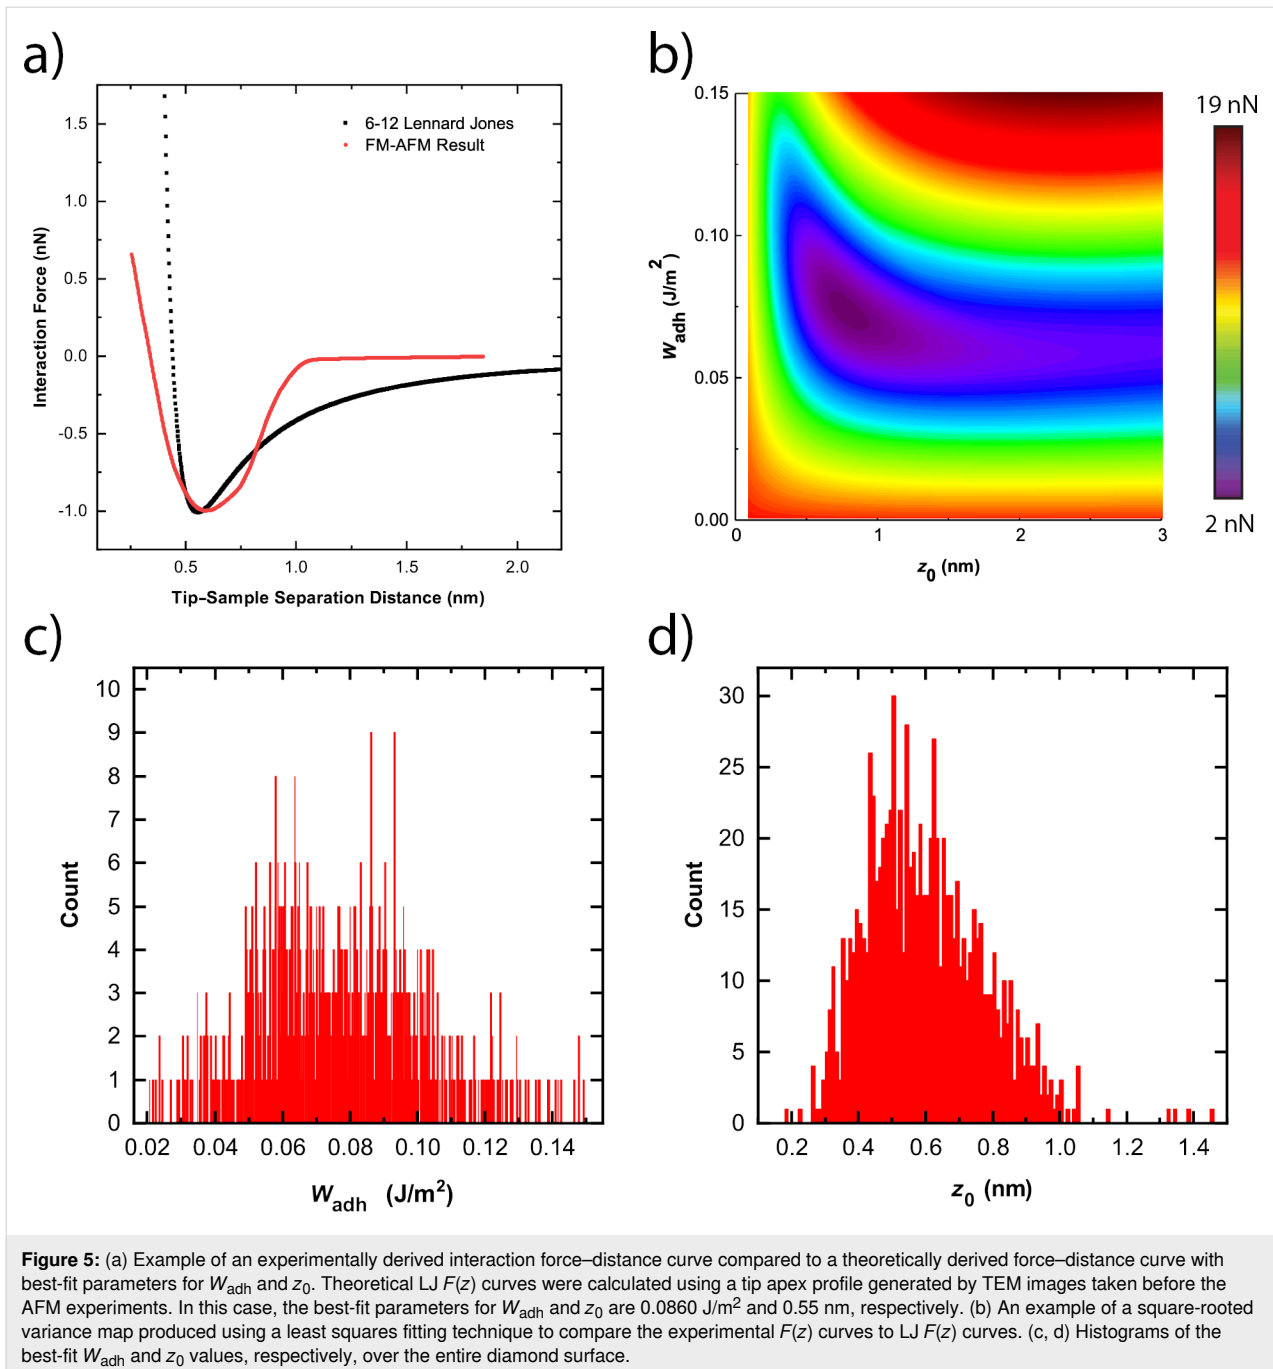 a)
1.5
1.0
0.5
0.0
-0.5
-1.0
Interaction Force (nN)
6-12 Lennard Jones
FM-AFM Result
0.5 1.0 1.5 2.0
Tip–Sample Separation Distance (nm)
b)
0.15
0.10
0.05
0.00
Wadh (J/m2)
0 1 2 3
z0 (nm)
19 nN
2 nN
c)
10
9
8
7
6
5
4
3
2
1
0
Count
0.02 0.04 0.06 0.08 0.10 0.12 0.14
Wadh (J/m2)
d)
30
25
20
15
10
5
0
Count
0.2 0.4 0.6 0.8 1.0 1.2 1.4
z0 (nm)
Figure 5: (a) Example of an experimentally derived interaction force–distance curve compared to a theoretically derived force–distance curve with
best-fit parameters for Wadh and z0. Theoretical LJ F(z) curves were calculated using a tip apex profile generated by TEM images taken before the
AFM experiments. In this case, the best-fit parameters for Wadh and z0 are 0.0860 J/m2 and 0.55 nm, respectively. (b) An example of a square-rooted
variance map produced using a least squares fitting technique to compare the experimental F(z) curves to LJ F(z) curves. (c, d) Histograms of the
best-fit Wadh and z0 values, respectively, over the entire diamond surface.